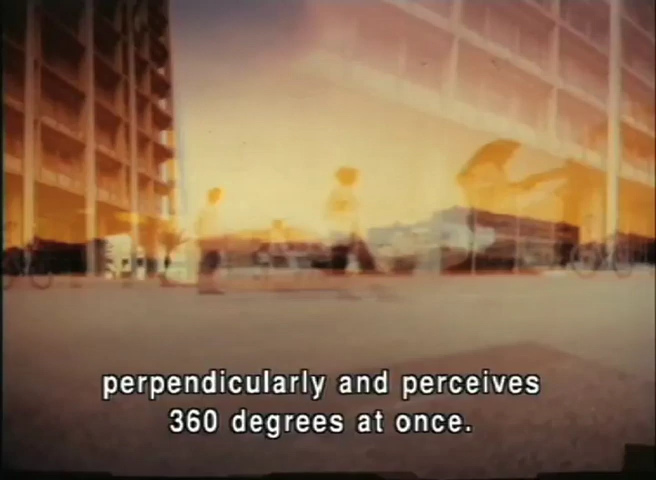 perpendicularly and perceives
360 degrees at once.